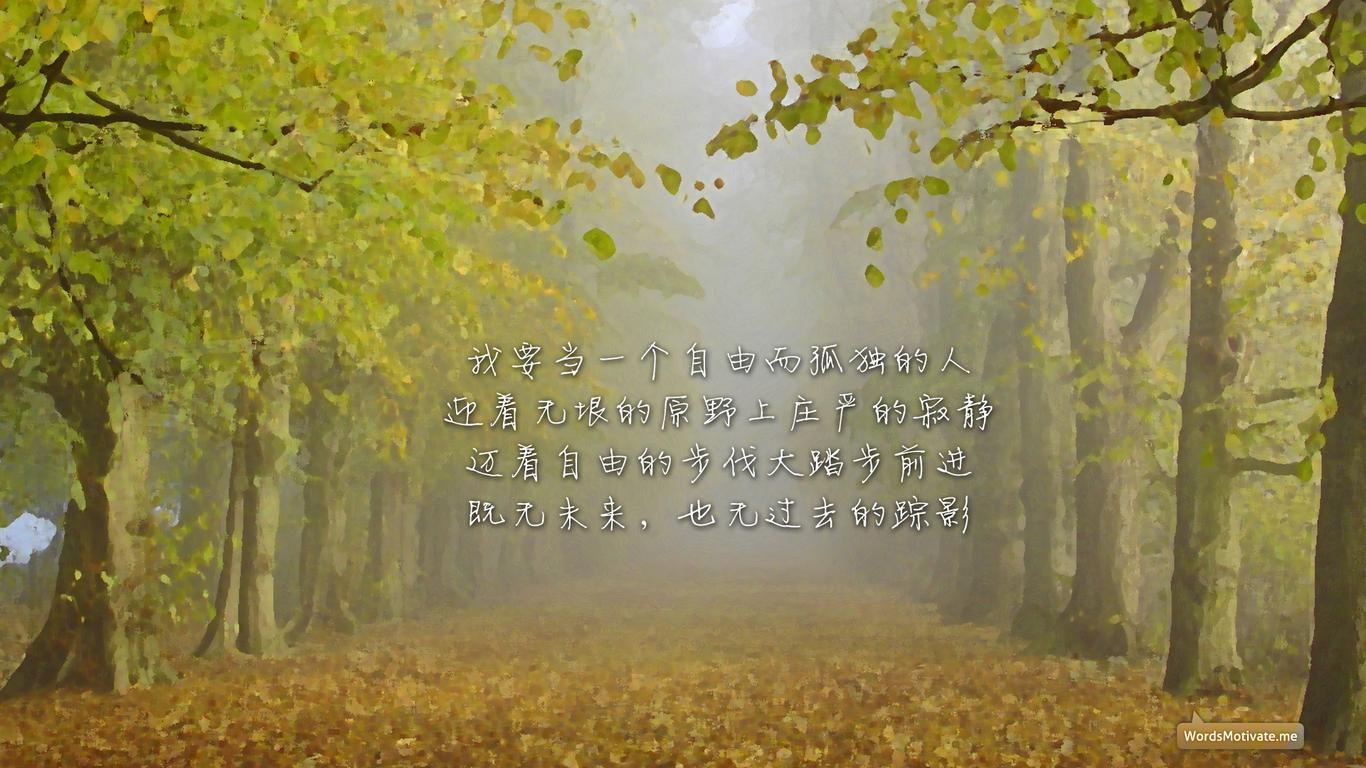 我要当一个自由而孤独的人
迎着无垠的原野上庄严的寂静
迈着自由的步伐大踏步前进
既无未来，也无过去的踪影
WordsMotivate.me